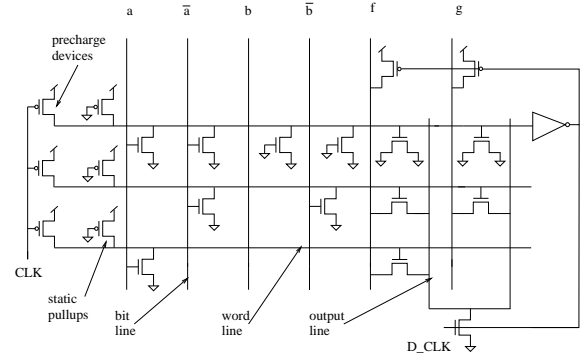 a a b b f g
precharge
devices
CLK
static
pullups
bit
line
word
line
output
line
D_CLK